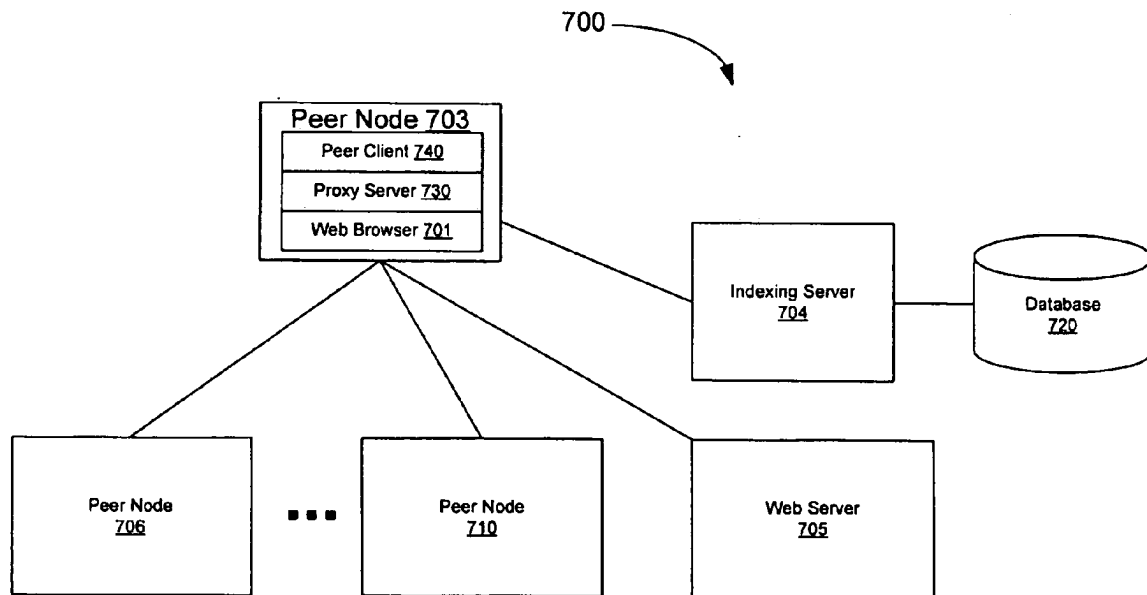 700
Peer Node 703
Peer Client 740
Proxy Server 730
Web Browser 701
Indexing Server
704
Database
720
Peer Node
706
Peer Node
710
Web Server
705